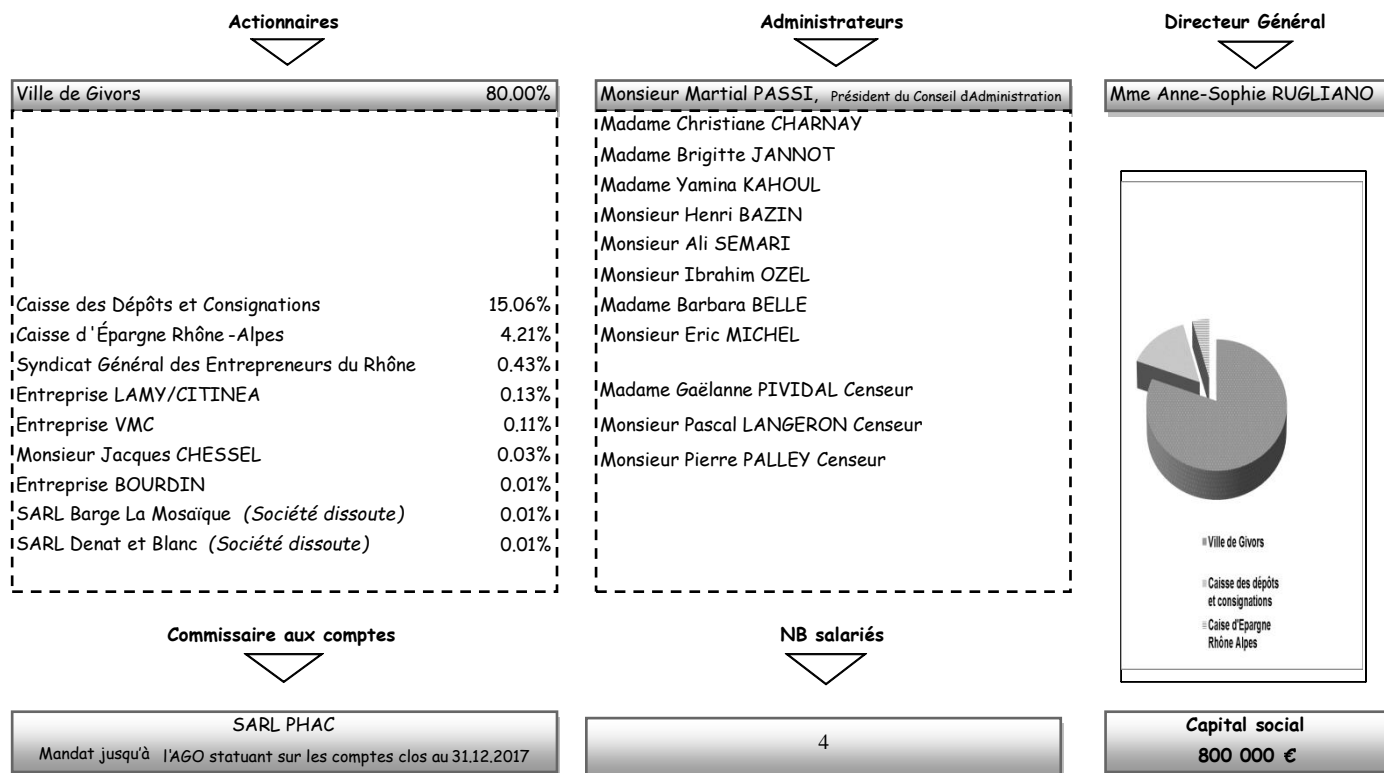 Actionnaires
Ville de Givors 80.00%
Caisse des Dépôts et Consignations 15.06%
Caisse d'Épargne Rhône-Alpes 4.21%
Syndicat Général des Entrepreneurs du Rhône 0.43%
Entreprise LAMY/CITINEA 0.13%
Entreprise VMC 0.11%
Monsieur Jacques CHESSEL 0.03%
Entreprise BOURDIN 0.01%
SARL Barge La Mosaïque (Société dissoute) 0.01%
SARL Denat et Blanc (Société dissoute) 0.01%
Administrateurs
Monsieur Martial PASSI, Président du Conseil dAdministration
Madame Christiane CHARNAY
Madame Brigitte JANNOT
Madame Yamina KAHOUL
Monsieur Henri BAZIN
Monsieur Ali SEMARI
Monsieur Ibrahim OZEL
Madame Barbara BELLE
Monsieur Eric MICHEL
Madame Gaëlanne PIVIDAL Censeur
Monsieur Pascal LANGERON Censeur
Monsieur Pierre PALLEY Censeur
Directeur Général
Mme Anne-Sophie RUGLIANO
Ville de Givors
Caisse des dépôts
et consignations
Caise d'Epargne
Rhône Alpes
Commissaire aux comptes
SARL PHAC
Mandat jusqu'à l'AGO statuant sur les comptes clos au 31.12.2017
NB salariés
4
Capital social
800 000 €